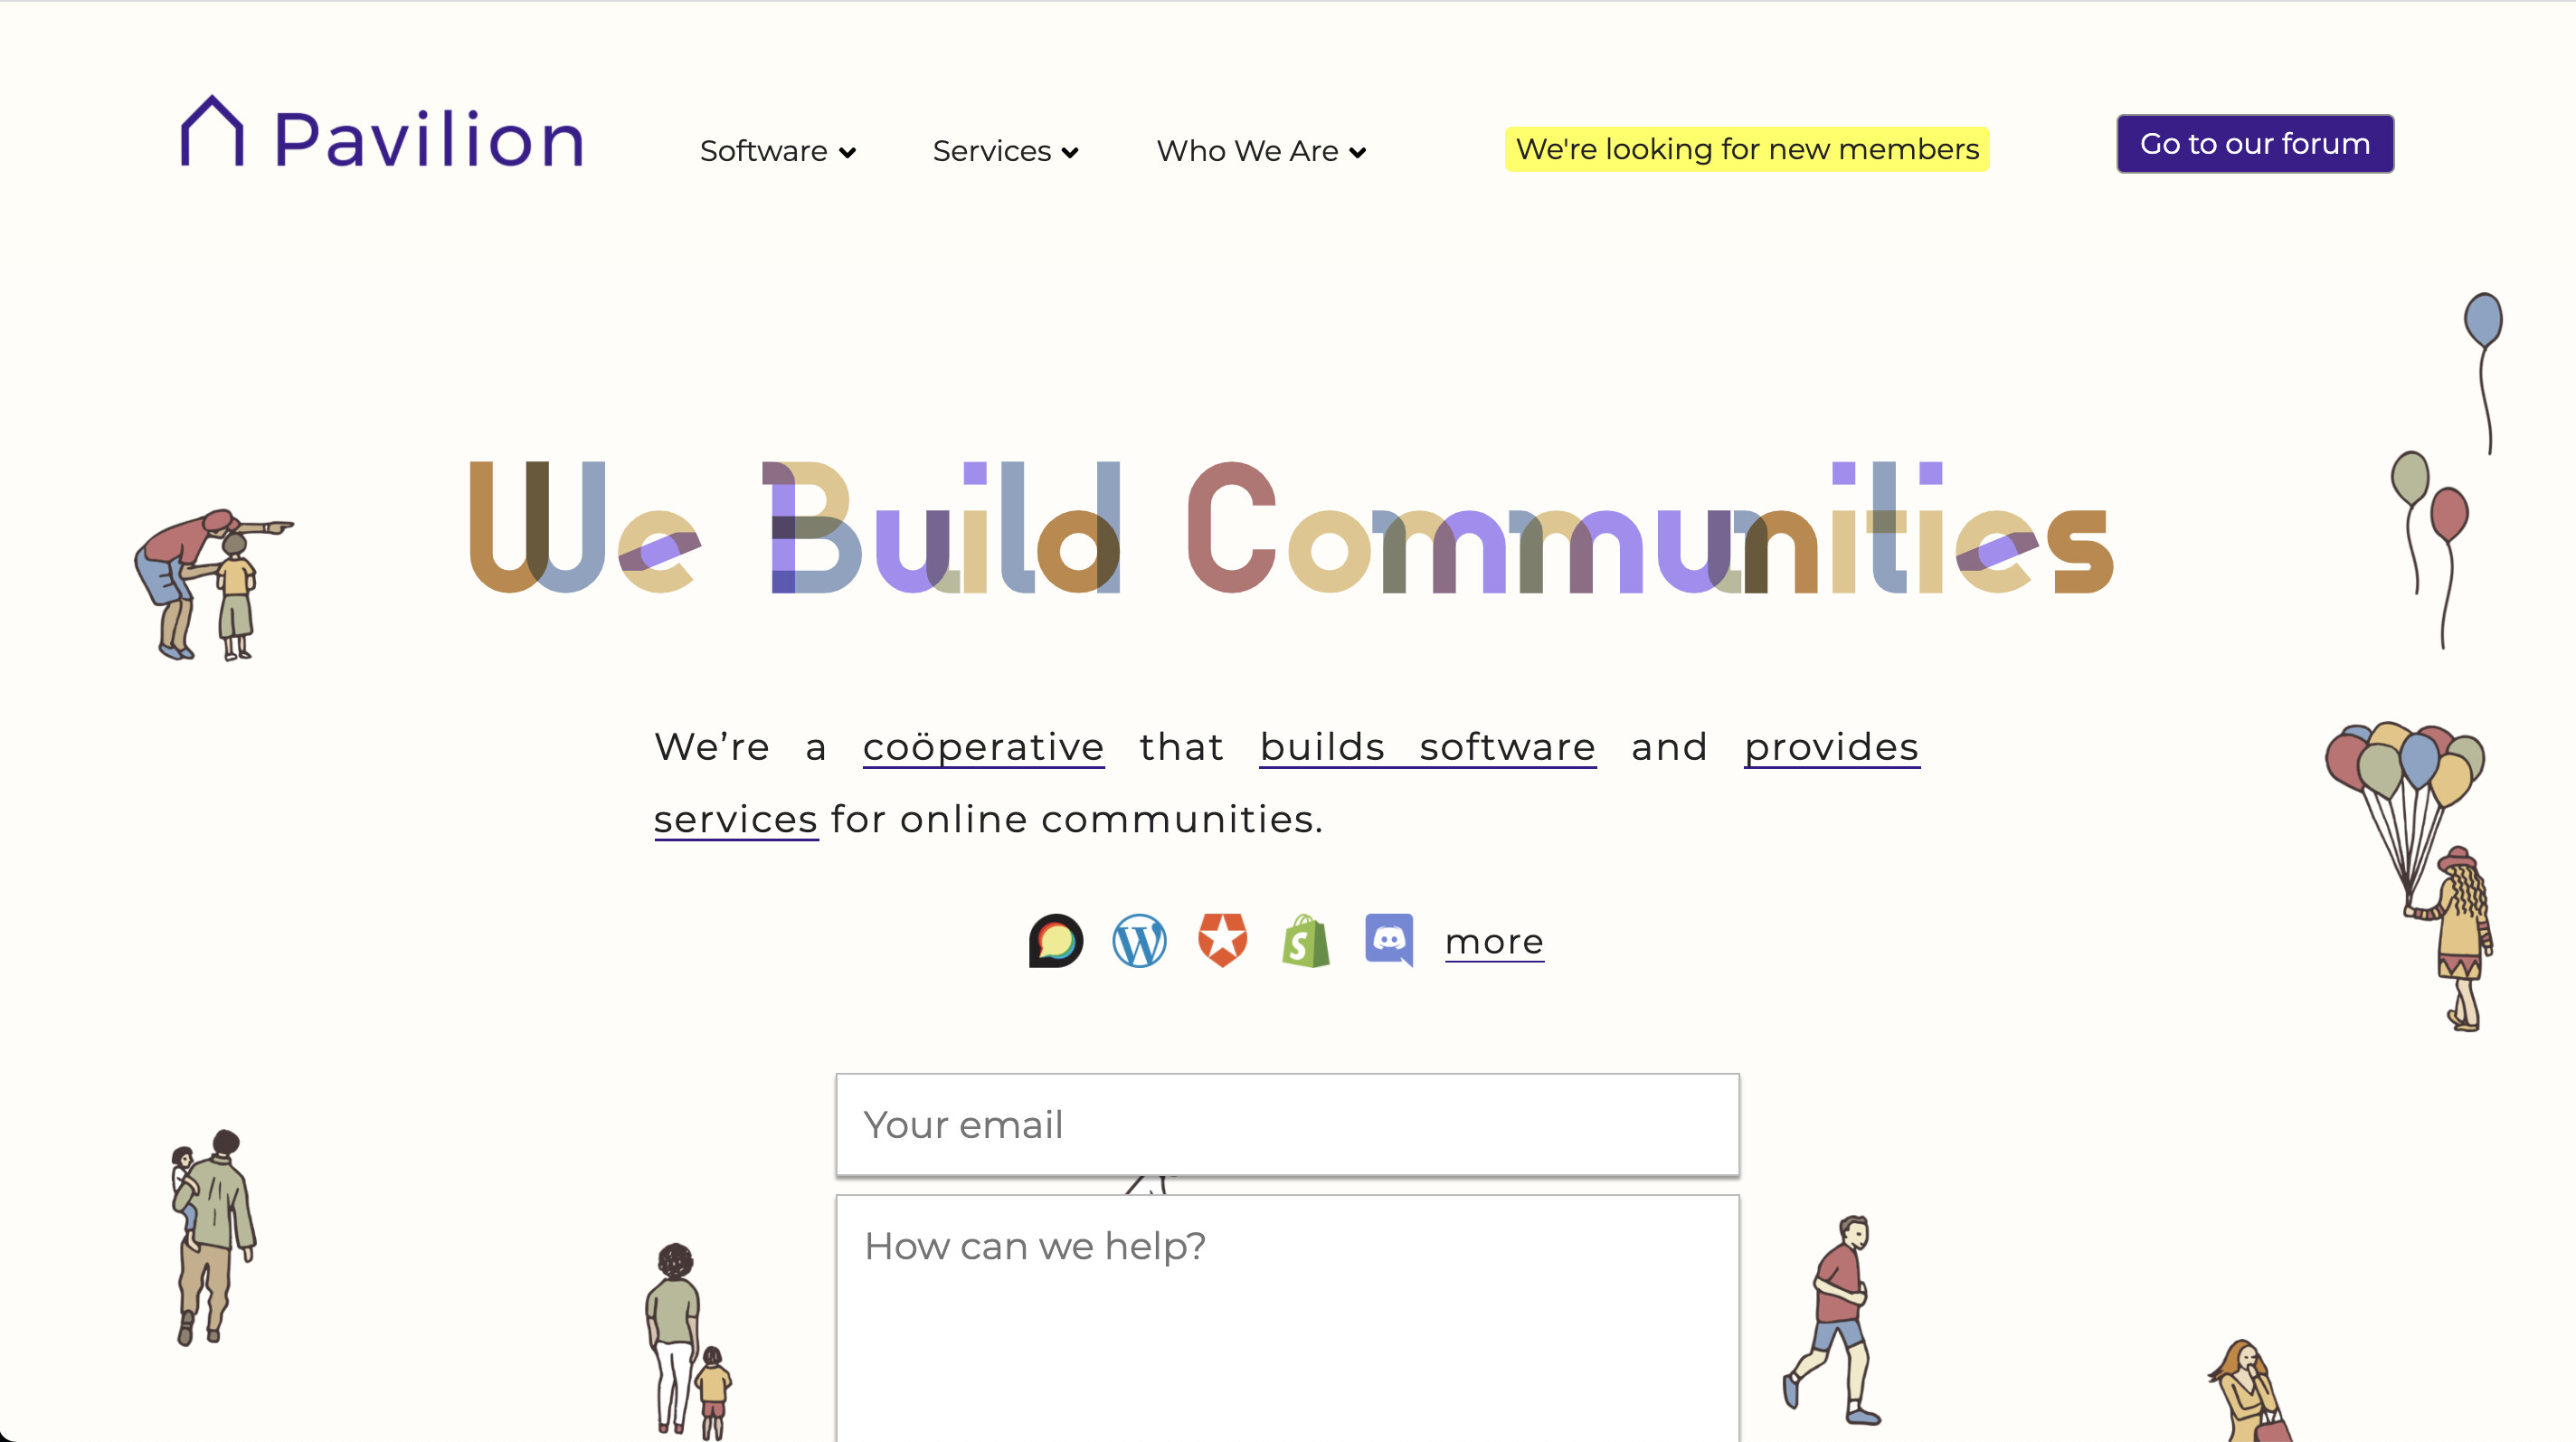 Pavilion
Software
Services
Who We Are
We're looking for new members
Go to our forum
We Build Communities
We’re a coöperative that builds software and provides
services for online communities.
more
Your email
How can we help?